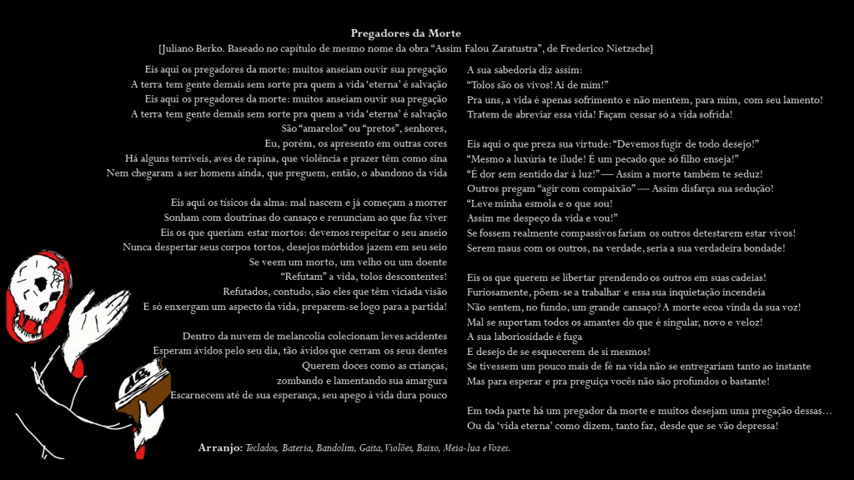 Pregadores da Morte
[Juliano Berko. Baseado no capítulo de mesmo nome da obra “Assim Falou Zaratustra”, de Frederico Nietzsche]
Eis aqui os pregadores da morte: muitos anseiam ouvir sua pregação
A terra tem gente demais sem sorte pra quem a vida ‘eterna’ é salvação
Eis aqui os pregadores da morte: muitos anseiam ouvir sua pregação
A terra tem gente demais sem sorte pra quem a vida ‘eterna’ é salvação
São “amarelos” ou “pretos”, senhores,
Eu, porém, os apresento em outras cores
Há alguns terríveis, aves de rapina, que violência e prazer têm como sina
Nem chegaram a ser homens ainda, que preguem, então, o abandono da vida
Eis aqui os tísicos da alma: mal nascem e já começam a morrer
Sonham com doutrinas do cansaço e renunciam ao que faz viver
Eis os que queriam estar mortos: devemos respeitar o seu anseio
Nunca despertar seus corpos tortos, desejos mórbidos jazem em seu seio
Se veem um morto, um velho ou um doente
“Refutam” a vida, tolos descontentes!
Refutados, contudo, são eles que têm viciada visão
E só enxergam um aspecto da vida, preparem-se logo para a partida!
Dentro da nuvem de melancolia colecionam leves acidentes
Esperam ávidos pelo seu dia, tão ávidos que cerram os seus dentes
Querem doces como as crianças,
zombando e lamentando sua amargura
Escarnecem até de sua esperança, seu apego à vida dura pouco
A sua sabedoria diz assim:
“Tolos são os vivos! Ai de mim!”
Pra uns, a vida é apenas sofrimento e não mentem, para mim, com seu lamento!
Tratem de abreviar essa vida! Façam cessar só a vida sofrida!
Eis aqui o que preza sua virtude: “Devemos fugir de todo desejo!”
“Mesmo a luxúria te ilude! É um pecado que só filho enseja!”
“É dor sem sentido dar à luz!” — Assim a morte também te seduz!
Outros pregam “agir com compaixão” — Assim disfarça sua sedução!
“Leve minha esmola e o que sou!
Assim me despeço da vida e vou!”
Se fossem realmente compassivos fariam os outros detestarem estar vivos!
Serem maus com os outros, na verdade, seria a sua verdadeira bondade!
Eis os que querem se libertar prendendo os outros em suas cadeias!
Furiosamente, põem-se a trabalhar e essa sua inquietação incendeia
Não sentem, no fundo, um grande cansaço? A morte ecoa vinda da sua voz!
Mal se suportam todos os amantes do que é singular, novo e veloz!
A sua laboriosidade é fuga
E desejo de se esquecerem de si mesmos!
Se tivessem um pouco mais de fé na vida não se entregariam tanto ao instante
Mas para esperar e pra preguiça vocês não são profundos o bastante!
Em toda parte há um pregador da morte e muitos desejam uma pregação dessas...
Ou da ‘vida eterna’ como dizem, tanto faz, desde que se vão depressa!
Arranjo: Teclados, Bateria, Bandolim, Gaita, Violões, Baixo, Meia-lua e Vozes.